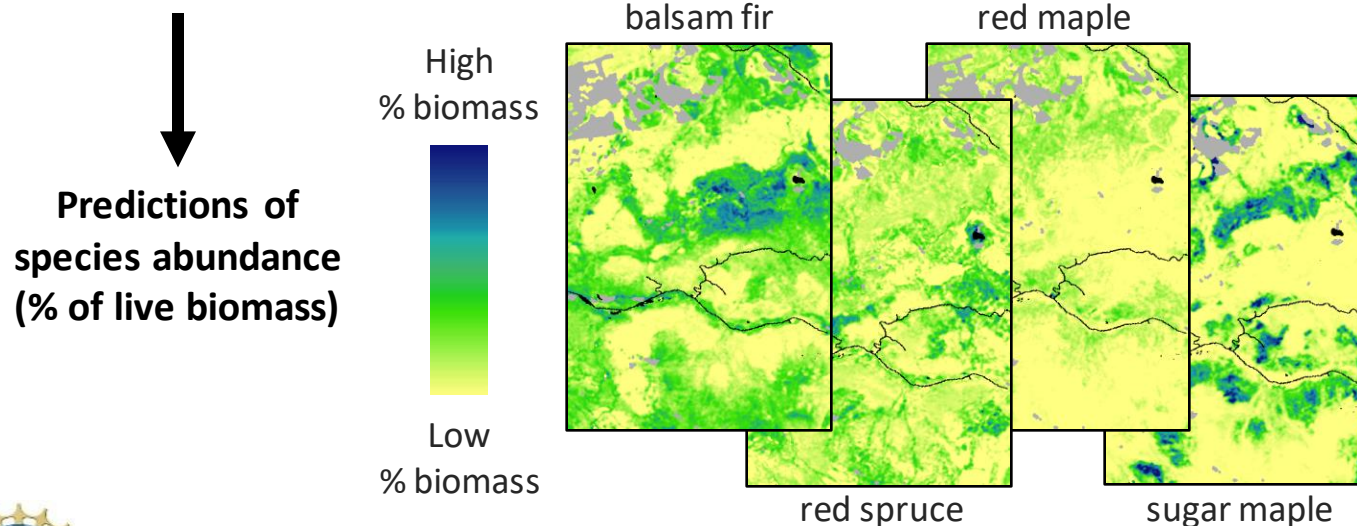 balsam fir
red maple
High
% biomass
Predictions of
species abundance
(% of live biomass)
Low
% biomass
red spruce
sugar maple